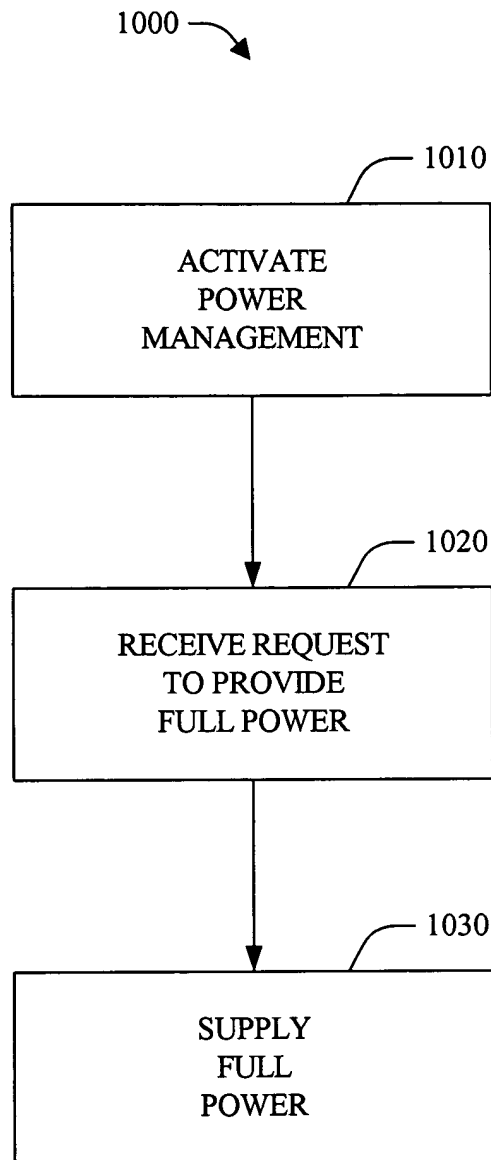 1000
1010
ACTIVATE
POWER
MANAGEMENT
1020
RECEIVE REQUEST
TO PROVIDE
FULL POWER
1030
SUPPLY
FULL
POWER